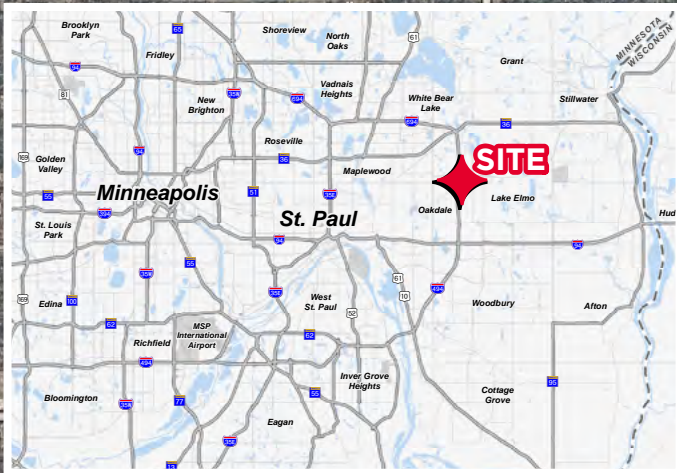 Brooklyn
Park
65
Shoreview
North
Oaks
61
Grant
MINNESOTA
WISCONSIN
Fridley
94
35W
694
Vadnais
Heights
81
New
Brighton
White Bear
Lake
Stillwater
694
36
169
94
Roseville
36
SITE
Golden
Valley
Maplewood
55
51
35E
Minneapolis
Lake Elmo
394
St. Paul
Oakdale
Hud
St. Louis
Park
94
94
55
35W
61
169
35E
494
10
Edina
100
West
St. Paul
Woodbury
Afton
52
62
MSP
International
Airport
62
Richfield
494
Inver Grove
Heights
95
55
Bloomington
35W
77
Cottage
Grove
Eagan
35E
13